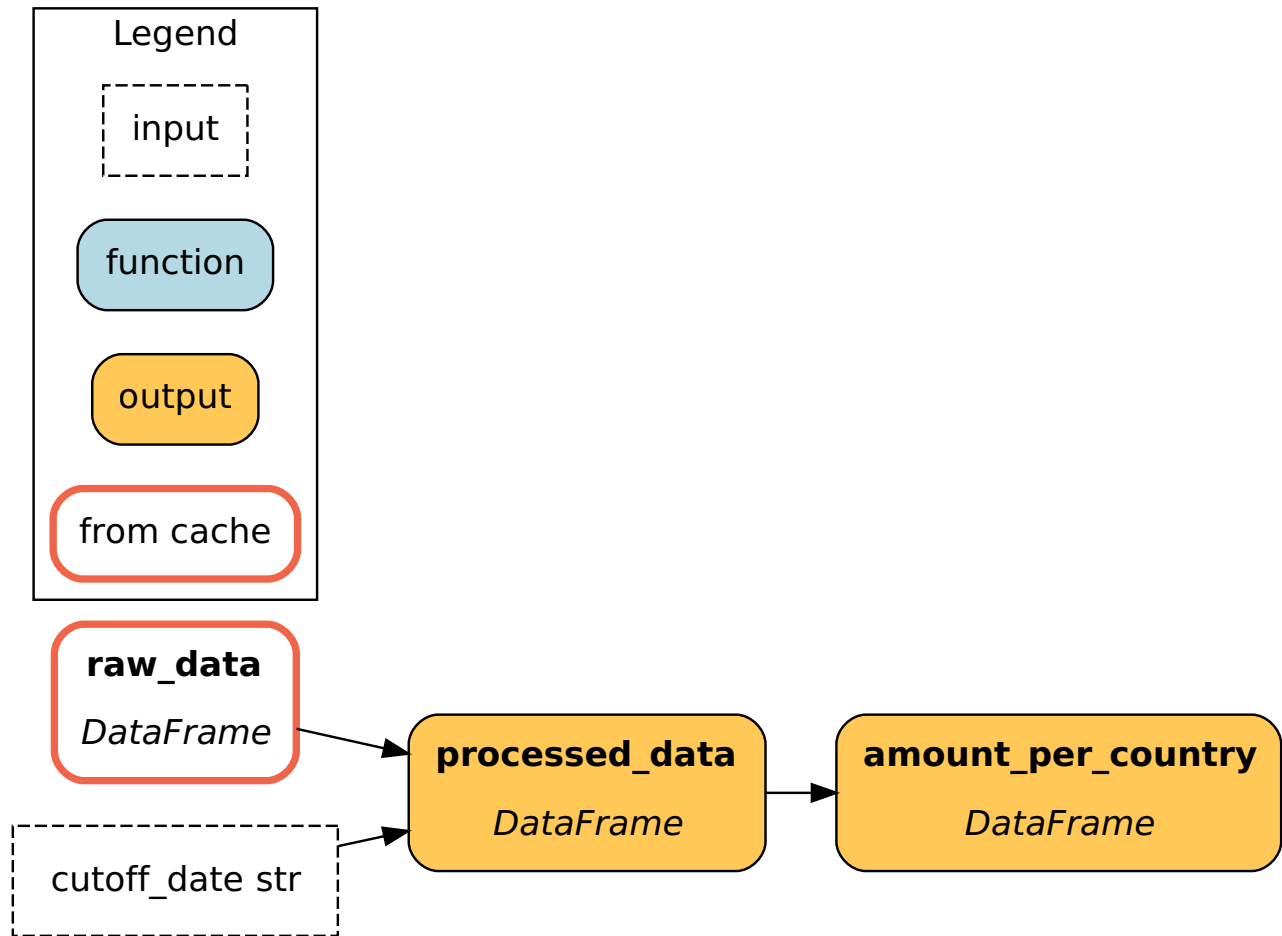 Legend
input
function
output
from cache
raw_data
DataFrame
cutoff_date str
processed_data
DataFrame
amount_per_country
DataFrame